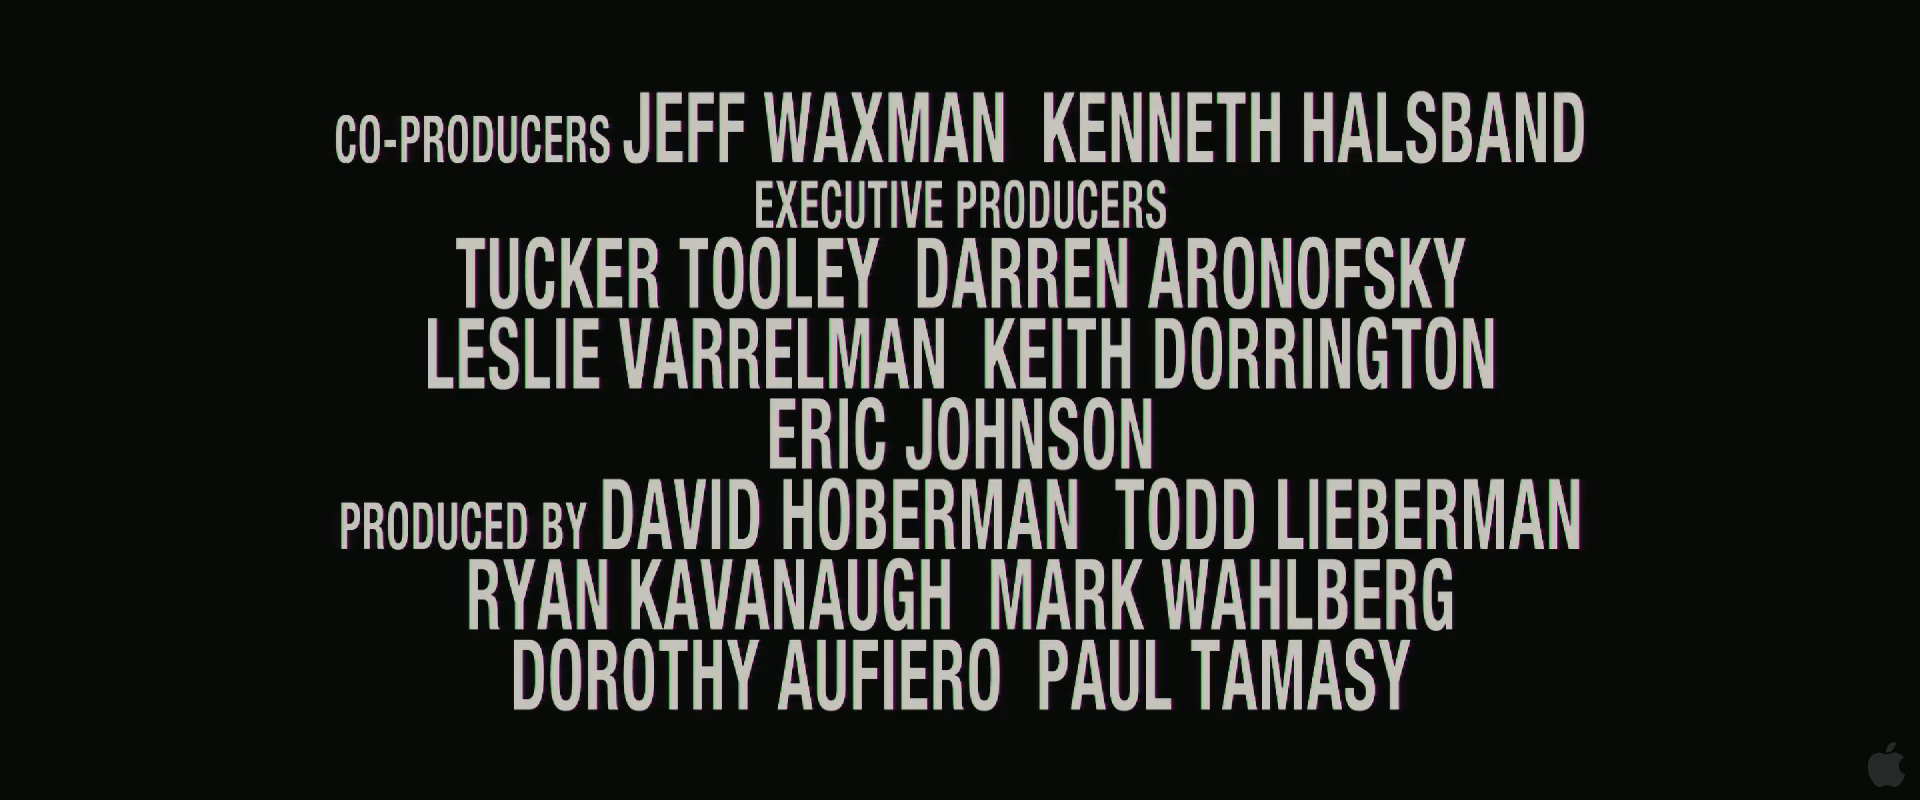 CO-PRODUCERS JEFF WAXMAN KENNETH HALSBAND
EXECUTIVE PRODUCERS
TUCKER TOOLEY DARREN ARONOFSKY
LESLIE VARRELMAN KEITH DORRINGTON
ERIC JOHNSON
PRODUCED BY DAVID HOBERMAN TODD LIEBERMAN
RYAN KAVANAUGH MARK WAHLBERG
DOROTHY AUFIERO PAUL TAMASY